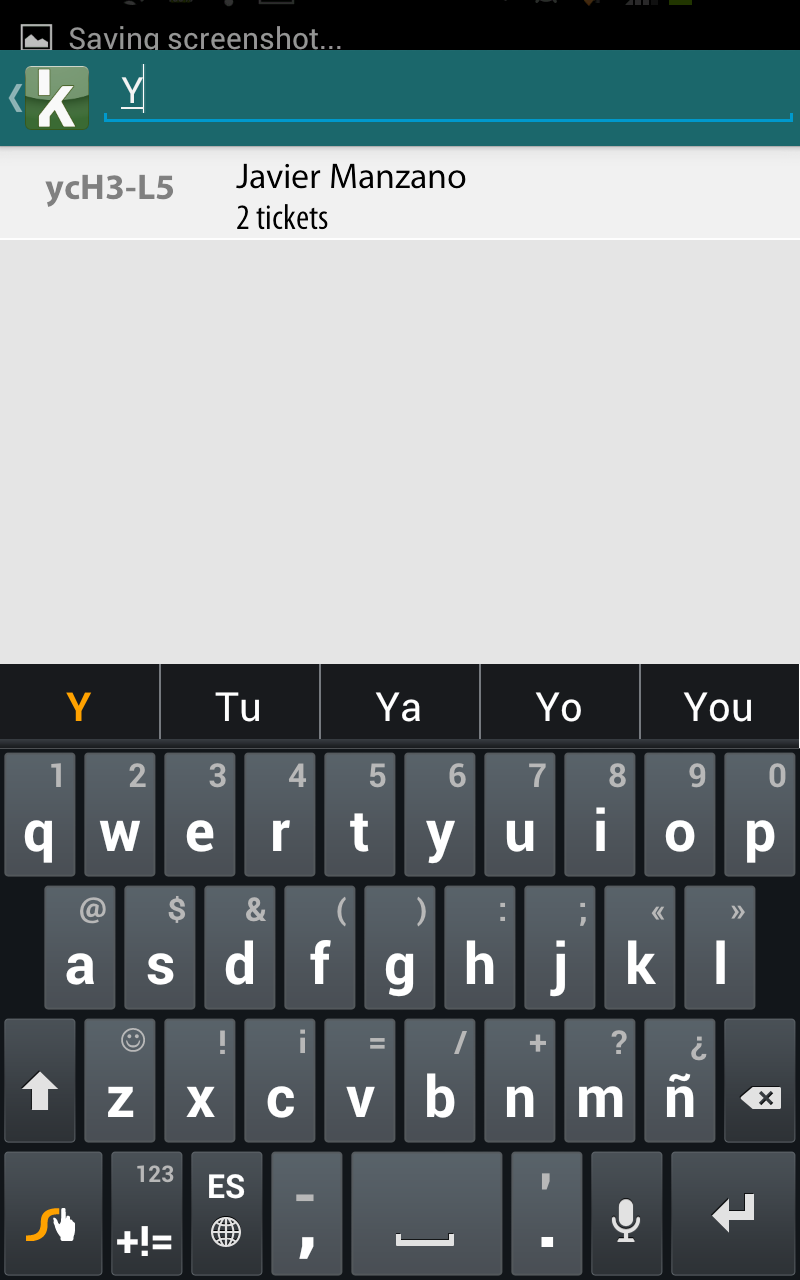 Saving screenshot...
k
Y
ycH3-L5
Javier Manzano
2 tickets
Y Tu Ya Yo You
1 2 3 4 5 6 7 8 9 0
q w e r t y u i o p
@ $ & ( ) : ; « »
a s d f g h j k l
! ¡ = / + ? ¿
z x c v b n m ñ
123 ES - '
+!= , .